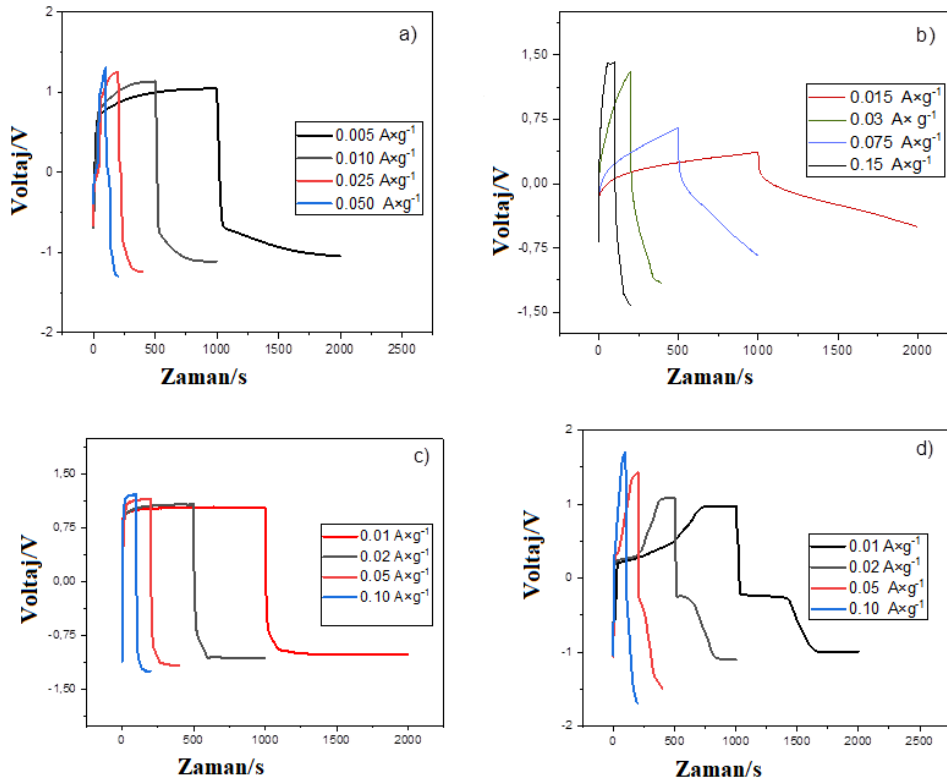 a)
Voltaj/V
2
1
0
-1
-2
0.005 A×g⁻¹
0.010 A×g⁻¹
0.025 A×g⁻¹
0.050 A×g⁻¹
0 500 1000 1500 2000 2500
Zaman/s
b)
Voltaj/V
1,50
0,75
0,00
-0,75
-1,50
0.015 A×g⁻¹
0.03 A× g⁻¹
0.075 A×g⁻¹
0.15 A×g⁻¹
0 500 1000 1500 2000
Zaman/s
c)
Voltaj/V
1,50
0,75
0,00
-0,75
-1,50
0.01 A×g⁻¹
0.02 A×g⁻¹
0.05 A×g⁻¹
0.10 A×g⁻¹
0 500 1000 1500 2000
Zaman/s
d)
Voltaj/V
2
1
0
-1
-2
0.01 A×g⁻¹
0.02 A×g⁻¹
0.05 A×g⁻¹
0.10 A×g⁻¹
0 500 1000 1500 2000 2500
Zaman/s